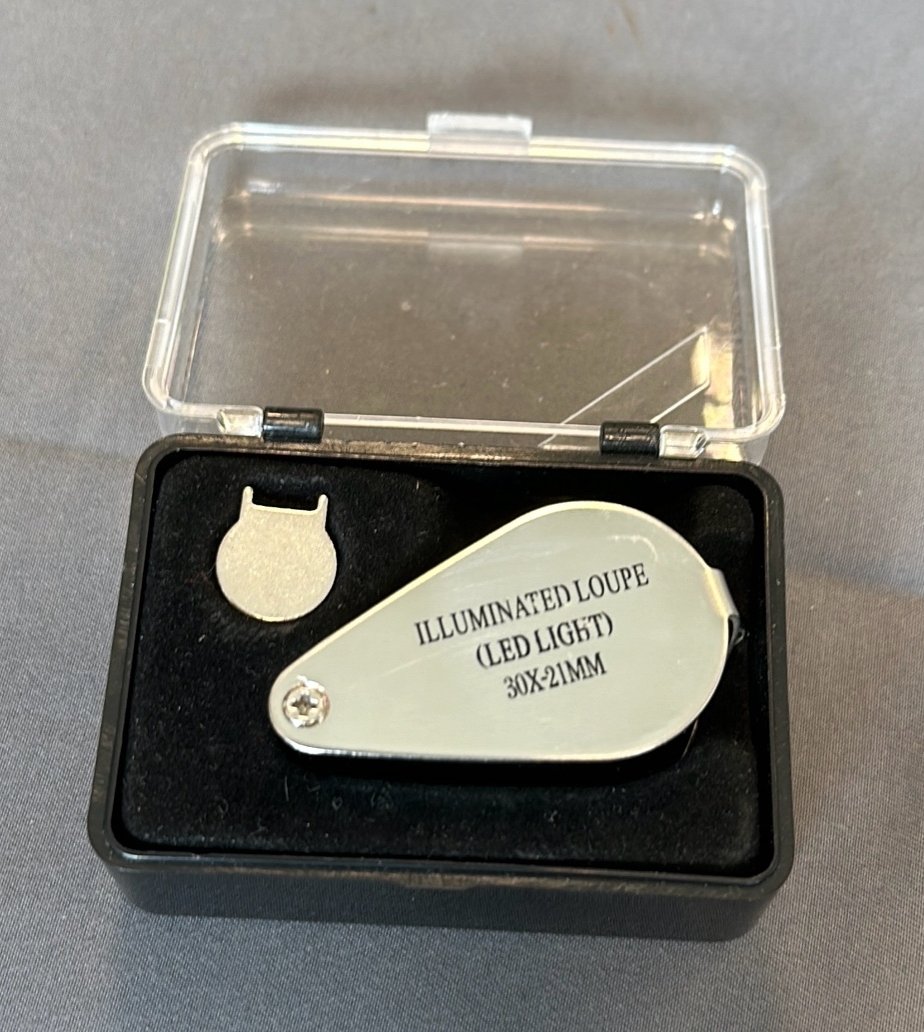 ILLUMINATED LOUPE
(LED LIGHT)
30X-21MM